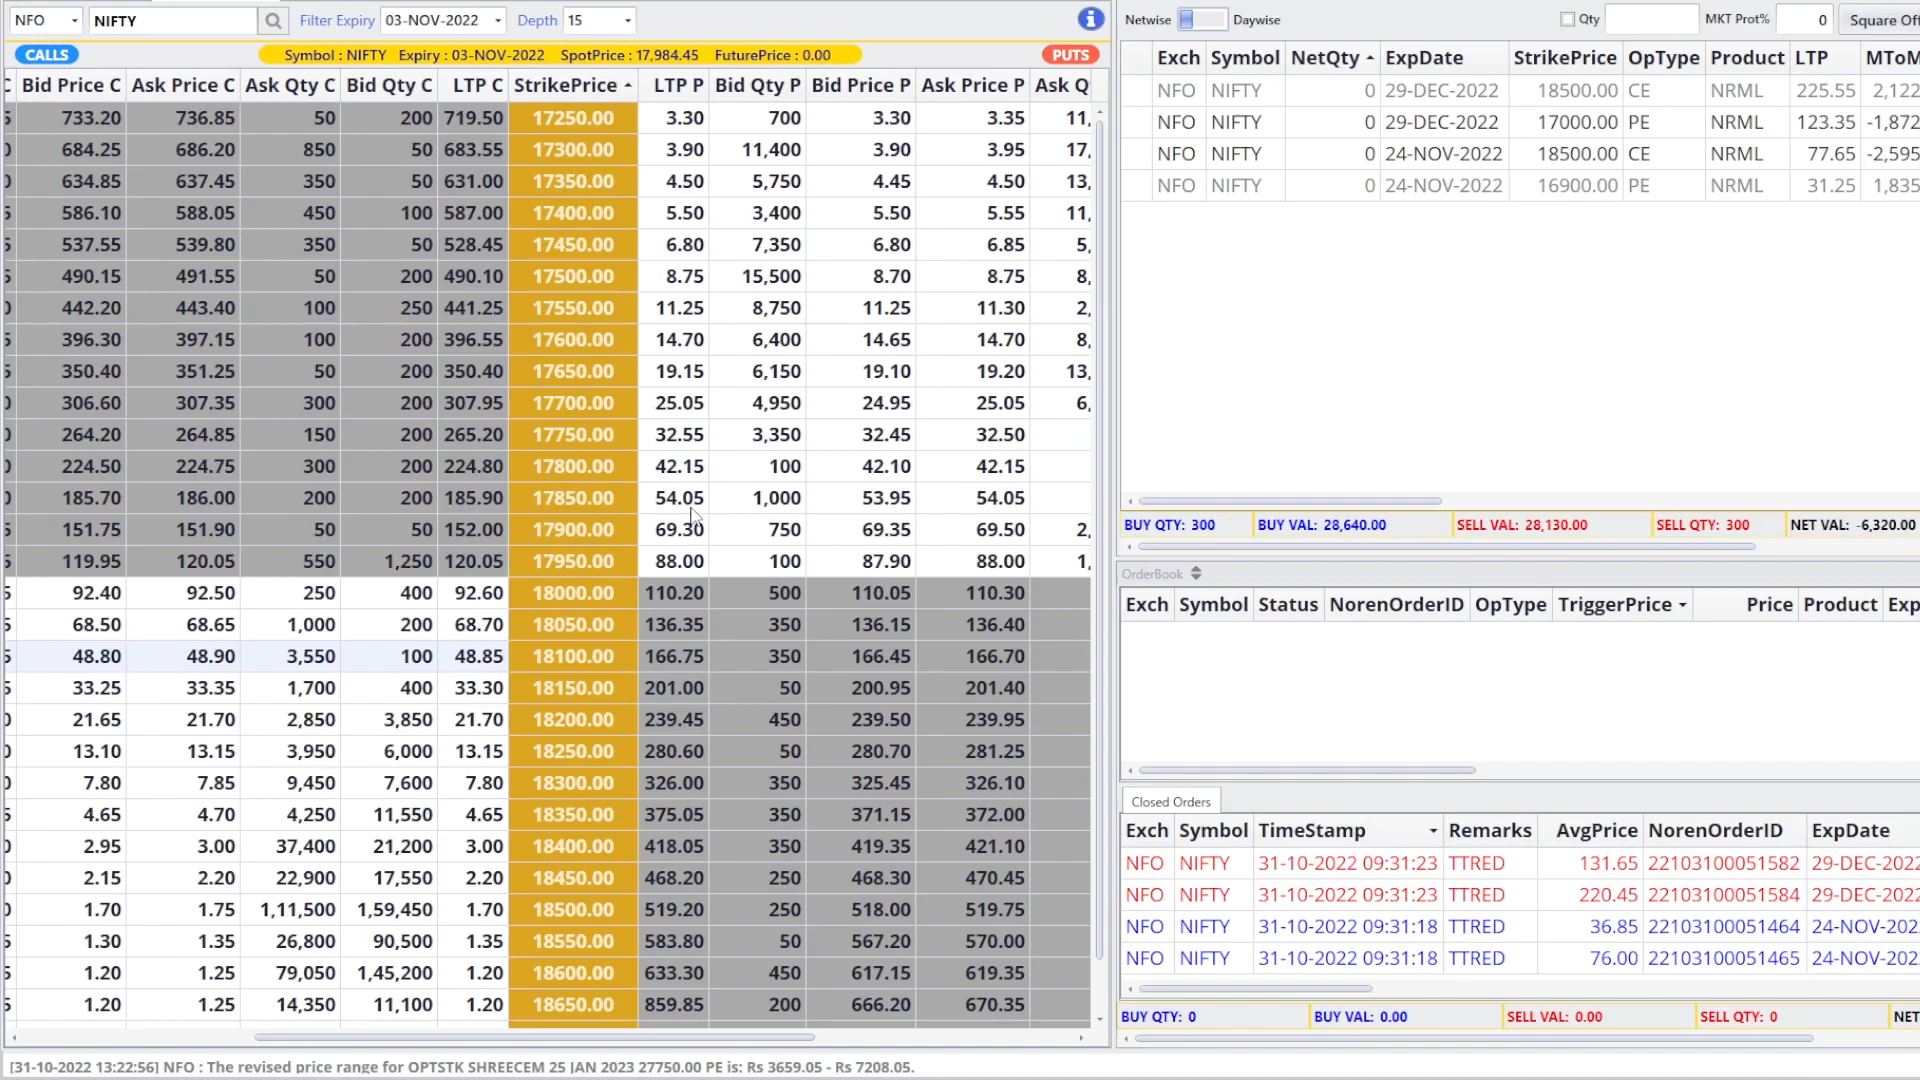 NFO NIFTY Filter Expiry 03-NOV-2022 Depth 15
CALLS Symbol : NIFTY Expiry : 03-NOV-2022 SpotPrice : 17,984.45 FuturePrice : 0.00 PUTS
Bid Price C Ask Price C Ask Qty C Bid Qty C LTP C StrikePrice LTP P Bid Qty P Bid Price P Ask Price P Ask Q
733.20 736.85 50 200 719.50 17250.00 3.30 700 3.30 3.35 11,
684.25 686.20 850 50 683.55 17300.00 3.90 11,400 3.90 3.95 17,
634.85 637.45 350 50 631.00 17350.00 4.50 5,750 4.45 4.50 13,
586.10 588.05 450 100 587.00 17400.00 5.50 3,400 5.50 5.55 11,
537.55 539.80 350 50 528.45 17450.00 6.80 7,350 6.80 6.85 5,
490.15 491.55 50 200 490.10 17500.00 8.75 15,500 8.70 8.75 8,
442.20 443.40 100 250 441.25 17550.00 11.25 8,750 11.25 11.30 2,
396.30 397.15 100 200 396.55 17600.00 14.70 6,400 14.65 14.70 8,
350.40 351.25 50 200 350.40 17650.00 19.15 6,150 19.10 19.20 13,
306.60 307.35 300 200 307.95 17700.00 25.05 4,950 24.95 25.05 6,
264.20 264.85 150 200 265.20 17750.00 32.55 3,350 32.45 32.50
224.50 224.75 300 200 224.80 17800.00 42.15 100 42.10 42.15
185.70 186.00 200 200 185.90 17850.00 54.05 1,000 53.95 54.05
151.75 151.90 50 50 152.00 17900.00 69.30 750 69.35 69.50 2,
119.95 120.05 550 1,250 120.05 17950.00 88.00 100 87.90 88.00 1,
92.40 92.50 250 400 92.60 18000.00 110.20 500 110.05 110.30
68.50 68.65 1,000 200 68.70 18050.00 136.35 350 136.15 136.40
48.80 48.90 3,550 100 48.85 18100.00 166.75 350 166.45 166.70
33.25 33.35 1,700 400 33.30 18150.00 201.00 50 200.95 201.40
21.65 21.70 2,850 3,850 21.70 18200.00 239.45 450 239.50 239.95
13.10 13.15 3,950 6,000 13.15 18250.00 280.60 50 280.70 281.25
7.80 7.85 9,450 7,600 7.80 18300.00 326.00 350 325.45 326.10
4.65 4.70 4,250 11,550 4.65 18350.00 375.05 350 371.15 372.00
2.95 3.00 37,400 21,200 3.00 18400.00 418.05 350 419.35 421.10
2.15 2.20 22,900 17,550 2.20 18450.00 468.20 250 468.30 470.45
1.70 1.75 1,11,500 1,59,450 1.70 18500.00 519.20 250 518.00 519.75
1.30 1.35 26,800 90,500 1.35 18550.00 583.80 50 567.20 570.00
1.20 1.25 79,050 1,45,200 1.20 18600.00 633.30 450 617.15 619.35
1.20 1.25 14,350 11,100 1.20 18650.00 859.85 200 666.20 670.35
[31-10-2022 13:22:56] NFO : The revised price range for OPTSTK SHREECEM 25 JAN 2023 27750.00 PE is: Rs 3659.05 - Rs 7208.05.
Netwise Daywise Qty MKT Prot% 0 Square Off
Exch Symbol NetQty ExpDate StrikePrice OpType Product LTP MToM
NFO NIFTY 0 29-DEC-2022 18500.00 CE NRML 225.55 2,122
NFO NIFTY 0 29-DEC-2022 17000.00 PE NRML 123.35 -1,872
NFO NIFTY 0 24-NOV-2022 18500.00 CE NRML 77.65 -2,595
NFO NIFTY 0 24-NOV-2022 16900.00 PE NRML 31.25 1,835
BUY QTY: 300 BUY VAL: 28,640.00 SELL VAL: 28,130.00 SELL QTY: 300 NET VAL: -6,320.00
OrderBook
Exch Symbol Status NorenOrderID OpType TriggerPrice Price Product Exp
Closed Orders
Exch Symbol TimeStamp Remarks AvgPrice NorenOrderID ExpDate
NFO NIFTY 31-10-2022 09:31:23 TTRED 131.65 22103100051582 29-DEC-2022
NFO NIFTY 31-10-2022 09:31:23 TTRED 220.45 22103100051584 29-DEC-2022
NFO NIFTY 31-10-2022 09:31:18 TTRED 36.85 22103100051464 24-NOV-202
NFO NIFTY 31-10-2022 09:31:18 TTRED 76.00 22103100051465 24-NOV-202
BUY QTY: 0 BUY VAL: 0.00 SELL VAL: 0.00 SELL QTY: 0 NET